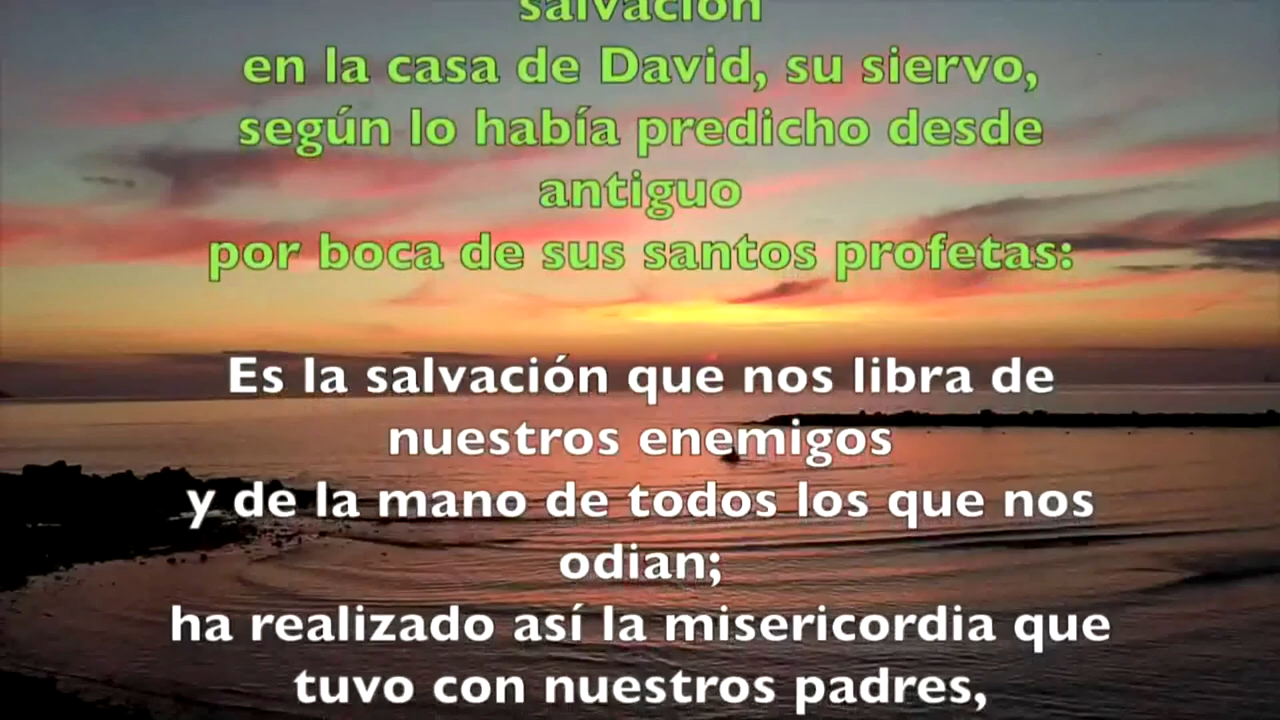 salvación
en la casa de David, su siervo,
según lo había predicho desde
antiguo
por boca de sus santos profetas:
Es la salvación que nos libra de
nuestros enemigos
y de la mano de todos los que nos
odian;
ha realizado así la misericordia que
tuvo con nuestros padres,